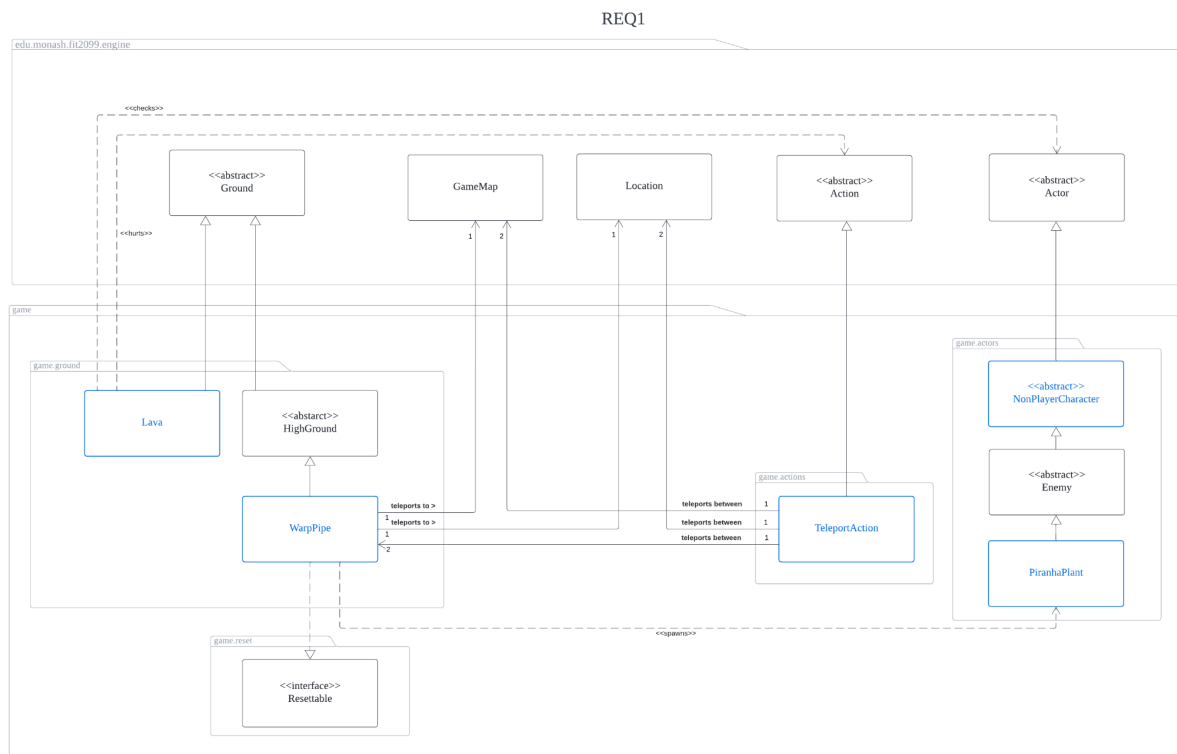 REQ1
edu.monash.fit2099.engine
<<checks>>
<<abstract>>
Ground
GameMap
Location
<<abstract>>
Action
<<abstract>>
Actor
<<hurts>>
1
2
1
2
game
game.ground
game.actors
Lava
<<abstarct>>
HighGround
<<abstract>>
NonPlayerCharacter
<<abstract>>
Enemy
game.actions
WarpPipe
teleports to >
1
teleports to >
1
2
teleports between
1
teleports between
1
teleports between
1
TeleportAction
PiranhaPlant
<<spawns>>
game.reset
<<interface>>
Resettable